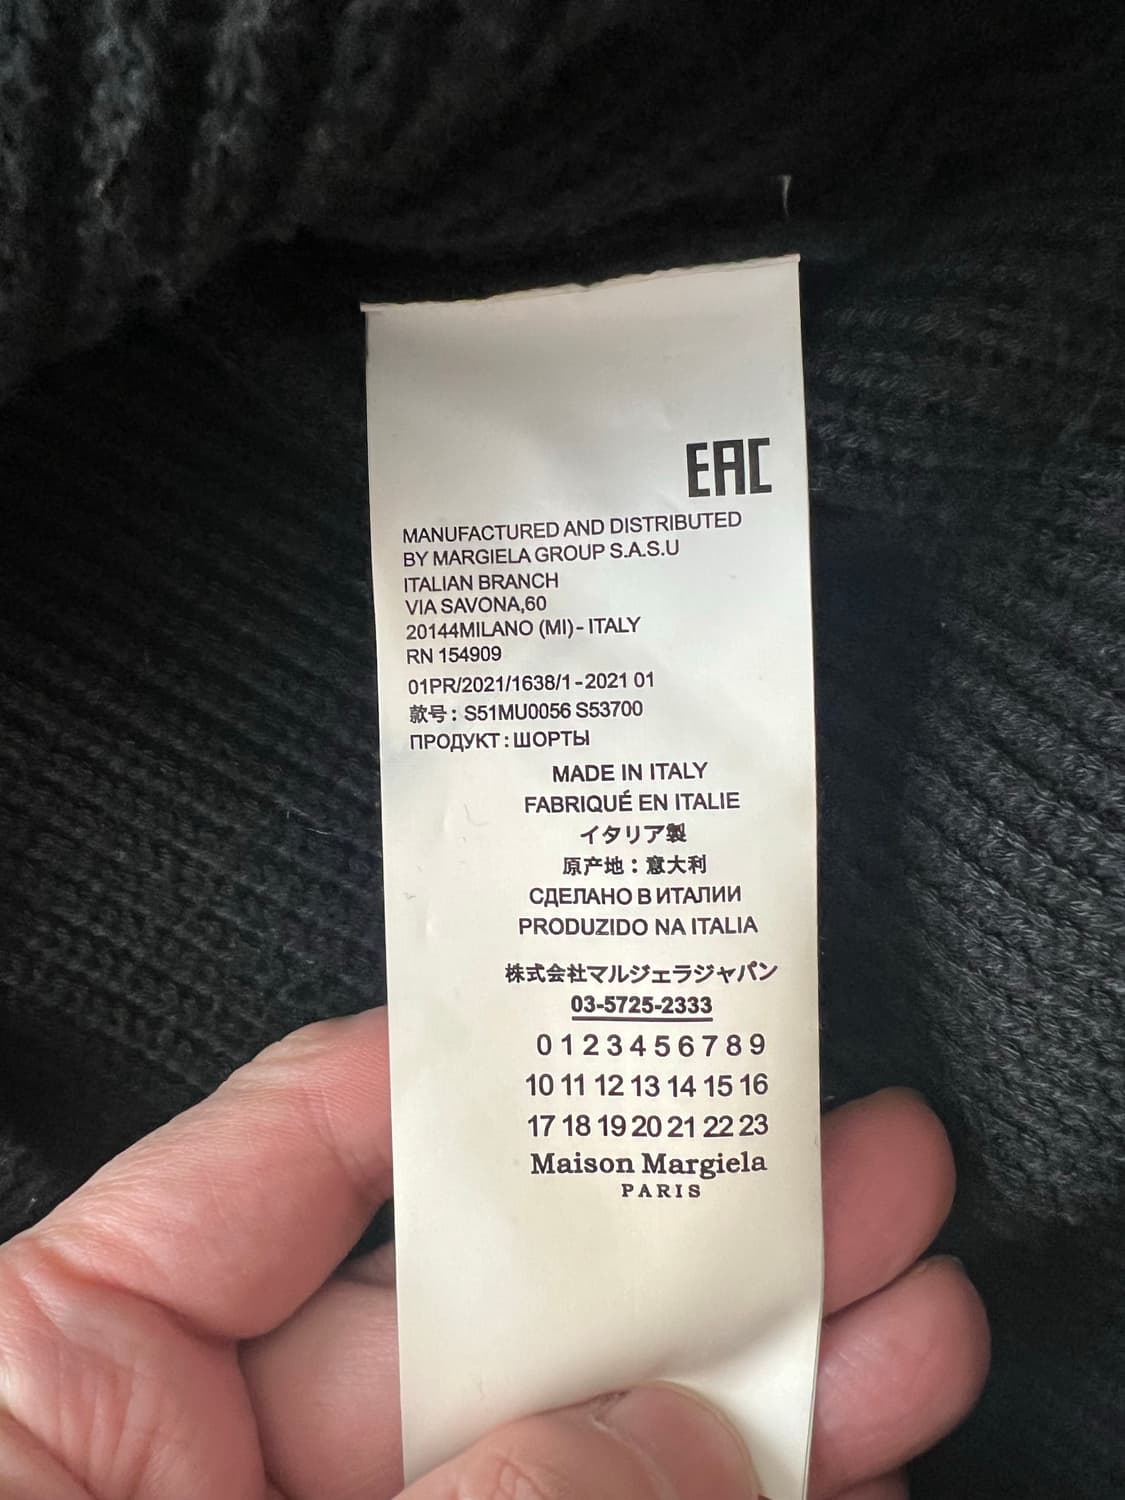 EAC
MANUFACTURED AND DISTRIBUTED
BY MARGIELA GROUP S.A.S.U
ITALIAN BRANCH
VIA SAVONA,60
20144MILANO (MI)- ITALY
RN 154909
01PR/2021/1638/1-2021 01
款号: S51MU0056 S53700
ПРОДУКТ:ШОРТЫ
MADE IN ITALY
FABRIQUÉ EN ITALIE
イタリア製
原产地：意大利
СДЕЛАНО В ИТАЛИИ
PRODUZIDO NA ITALIA
株式会社マルジェラジャパン
03-5725-2333
0 1 2 3 4 5 6 7 8 9
10 11 12 13 14 15 16
17 18 19 20 21 22 23
Maison Margiela
PARIS